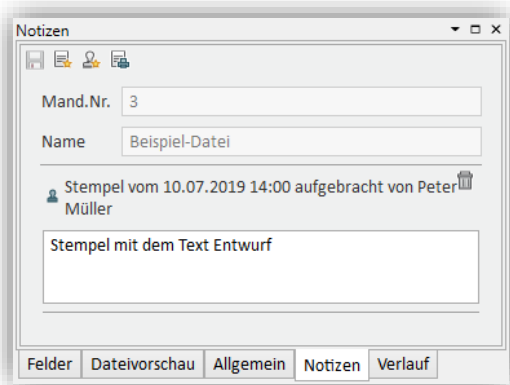 Notizen
Mand.Nr. 3
Name Beispiel-Datei
Stempel vom 10.07.2019 14:00 aufgebracht von Peter
Müller
Stempel mit dem Text Entwurf
Felder Dateivorschau Allgemein Notizen Verlauf